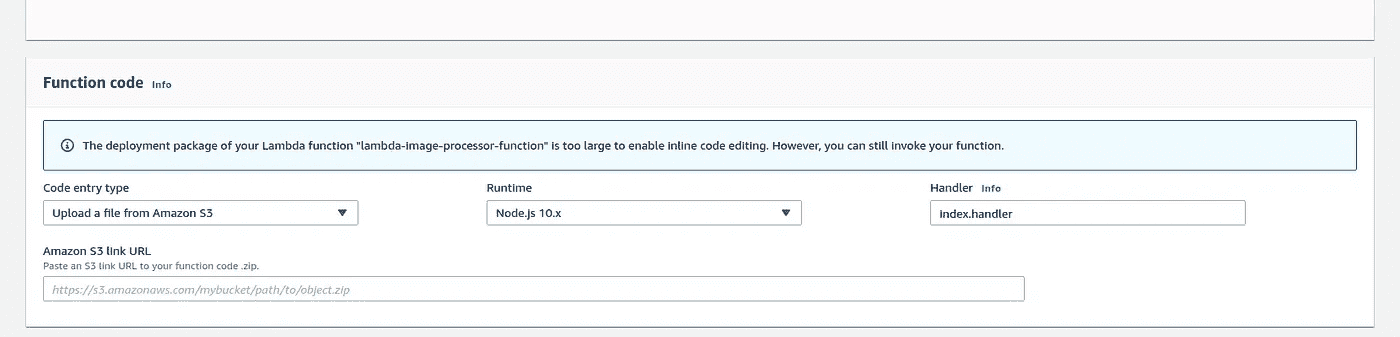 Function code Info
The deployment package of your Lambda function "lambda-image-processor-function" is too large to enable inline code editing. However, you can still invoke your function.
Code entry type Runtime Handler Info
Upload a file from Amazon S3 Node.js 10.x index.handler
Amazon S3 link URL
Paste an S3 link URL to your function code .zip.
https://s3.amazonaws.com/mybucket/path/to/object.zip